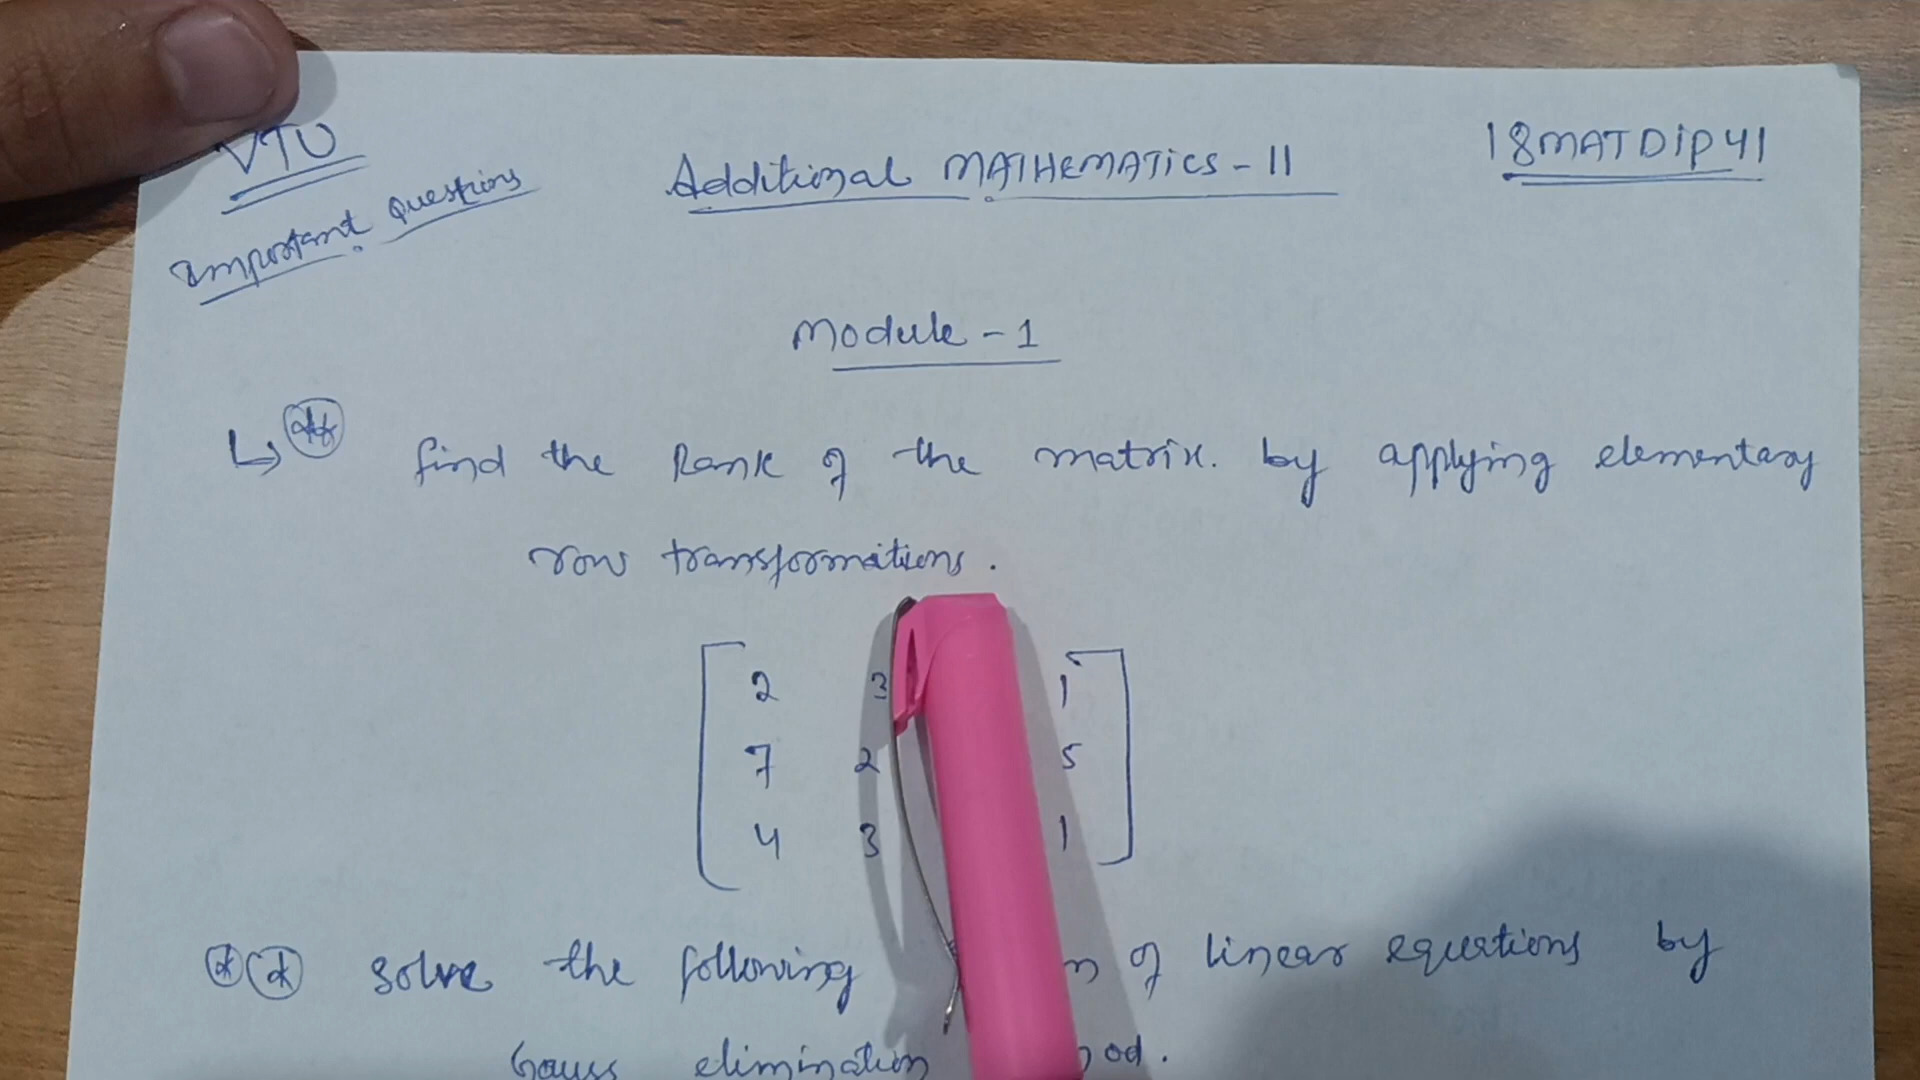 VTU
Additional MATHEMATICS - II
18MATDIP41
Important Questions
Module - 1
find the Rank of the matrix. by applying elementary
row transformations.
2 3 1
7 2 5
4 3 1
solve the following of linear equations by
Gauss elimination